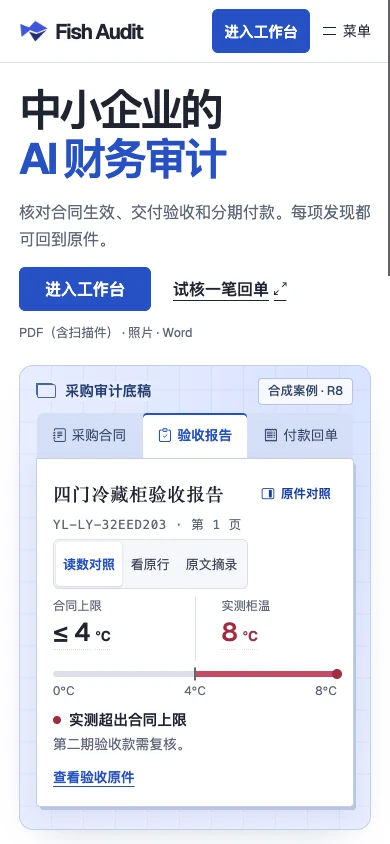 Fish Audit
进入工作台
菜单
中小企业的
AI 财务审计
核对合同生效、交付验收和分期付款。每项发现都
可回到原件。
进入工作台
试核一笔回单
PDF（含扫描件）· 照片 · Word
采购审计底稿
合成案例 · R8
采购合同
验收报告
付款回单
四门冷藏柜验收报告
原件对照
YL-LY-32EED203 · 第 1 页
读数对照
看原行
原文摘录
合同上限
实测柜温
≤ 4 °C
8 °C
0°C
4°C
8°C
实测超出合同上限
第二期验收款需复核。
查看验收原件